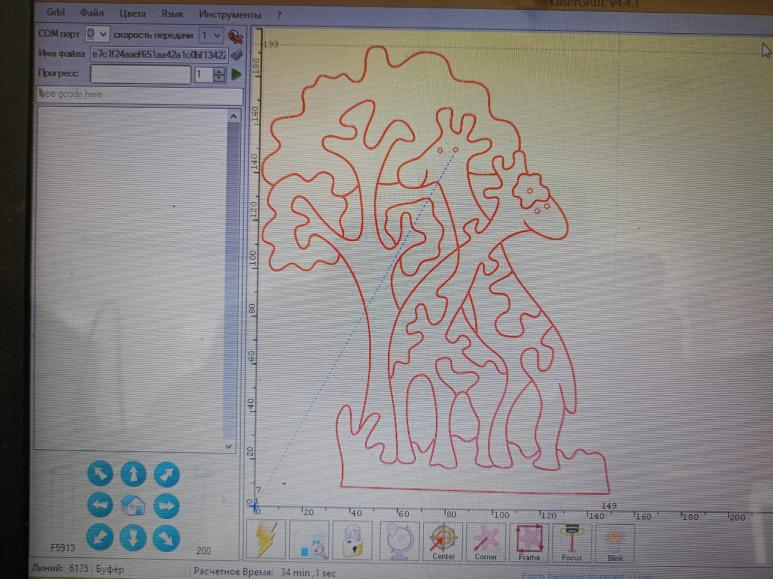 LaserGRBL v4.4.1
Grbl Файл Цвета Язык Инструменты ?
COM порт 0 скорость передачи 1
Имя файла
Прогресс 1
type gcode here
193
180
160
140
120
100
80
60
40
20
7
0 20 40 60 80 100 120 140 149 160 180 200
Center Corner Frame Focus Blink
F5913 200
Линий: 6175 Буфер Расчетное Время: 34 min ,1 sec